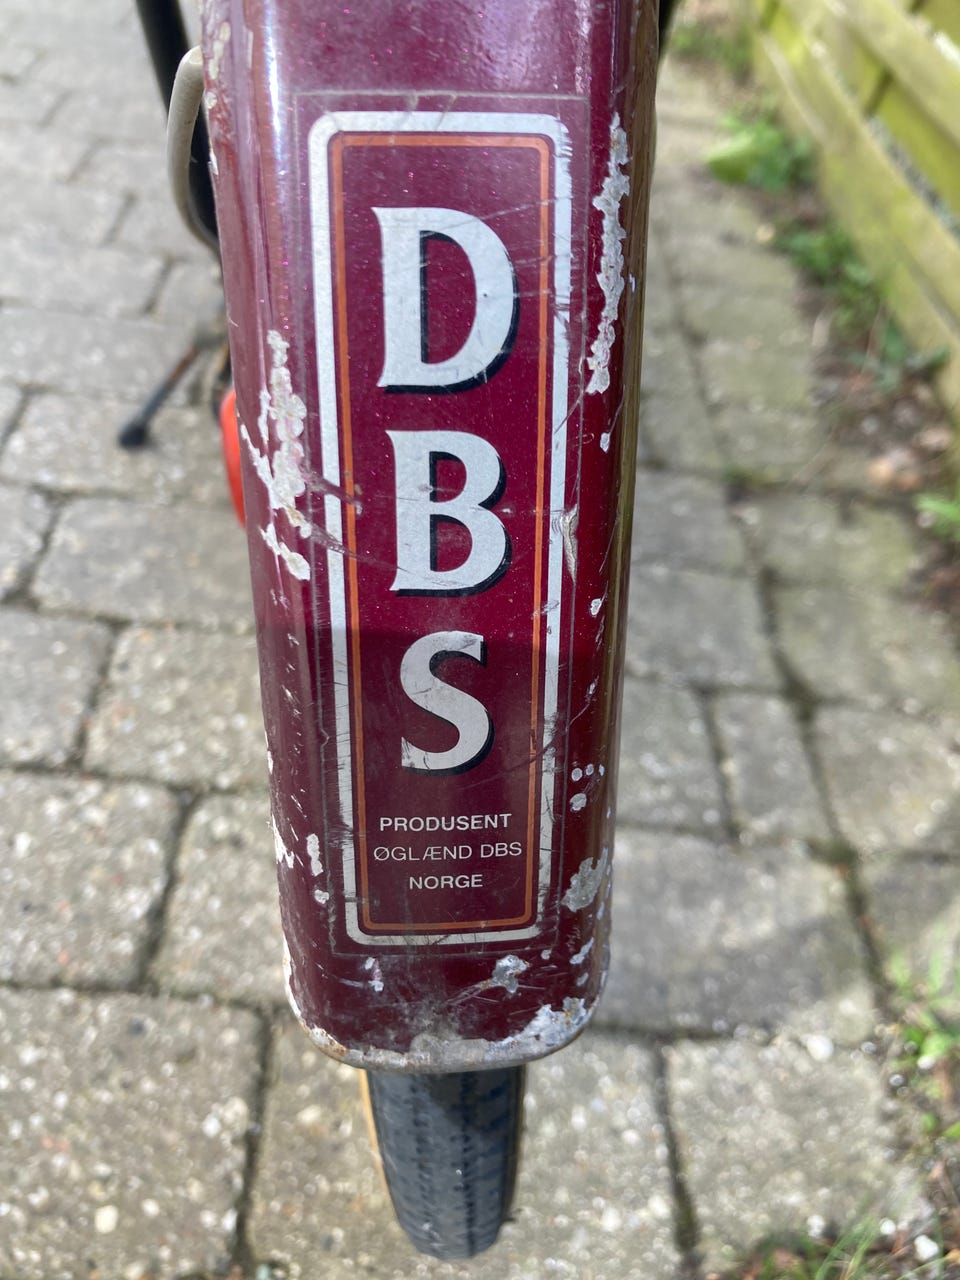 D
B
S
PRODUSENT
ØGLÆND DBS
NORGE